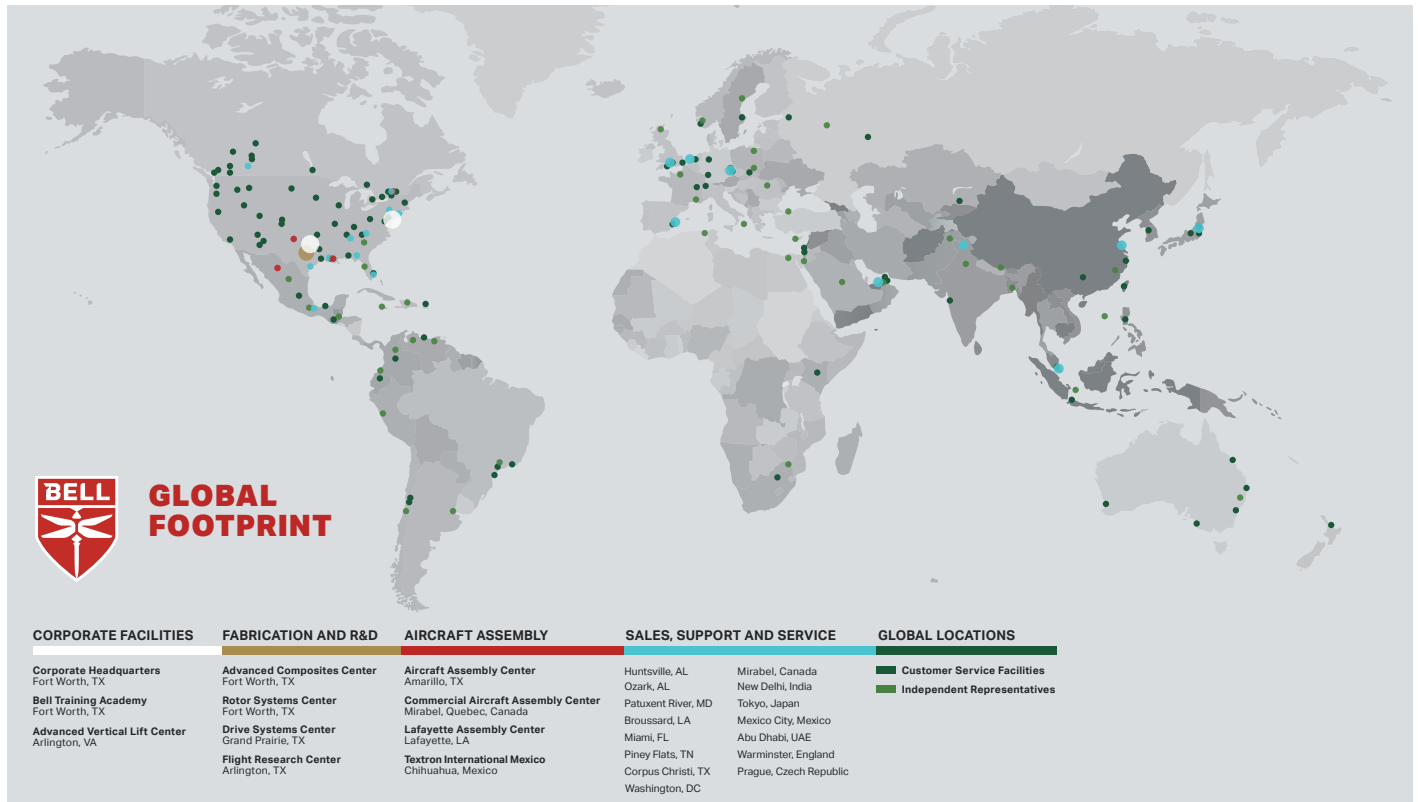 BELL
GLOBAL
FOOTPRINT
CORPORATE FACILITIES
Corporate Headquarters
Fort Worth, TX
Bell Training Academy
Fort Worth, TX
Advanced Vertical Lift Center
Arlington, VA
FABRICATION AND R&D
Advanced Composites Center
Fort Worth, TX
Rotor Systems Center
Fort Worth, TX
Drive Systems Center
Grand Prairie, TX
Flight Research Center
Arlington, TX
AIRCRAFT ASSEMBLY
Aircraft Assembly Center
Amarillo, TX
Commercial Aircraft Assembly Center
Mirabel, Quebec, Canada
Lafayette Assembly Center
Lafayette, LA
Textron International Mexico
Chihuahua, Mexico
SALES, SUPPORT AND SERVICE
Huntsville, AL
Ozark, AL
Patuxent River, MD
Broussard, LA
Miami, FL
Piney Flats, TN
Corpus Christi, TX
Washington, DC
Mirabel, Canada
New Delhi, India
Tokyo, Japan
Mexico City, Mexico
Abu Dhabi, UAE
Warminster, England
Prague, Czech Republic
GLOBAL LOCATIONS
Customer Service Facilities
Independent Representatives